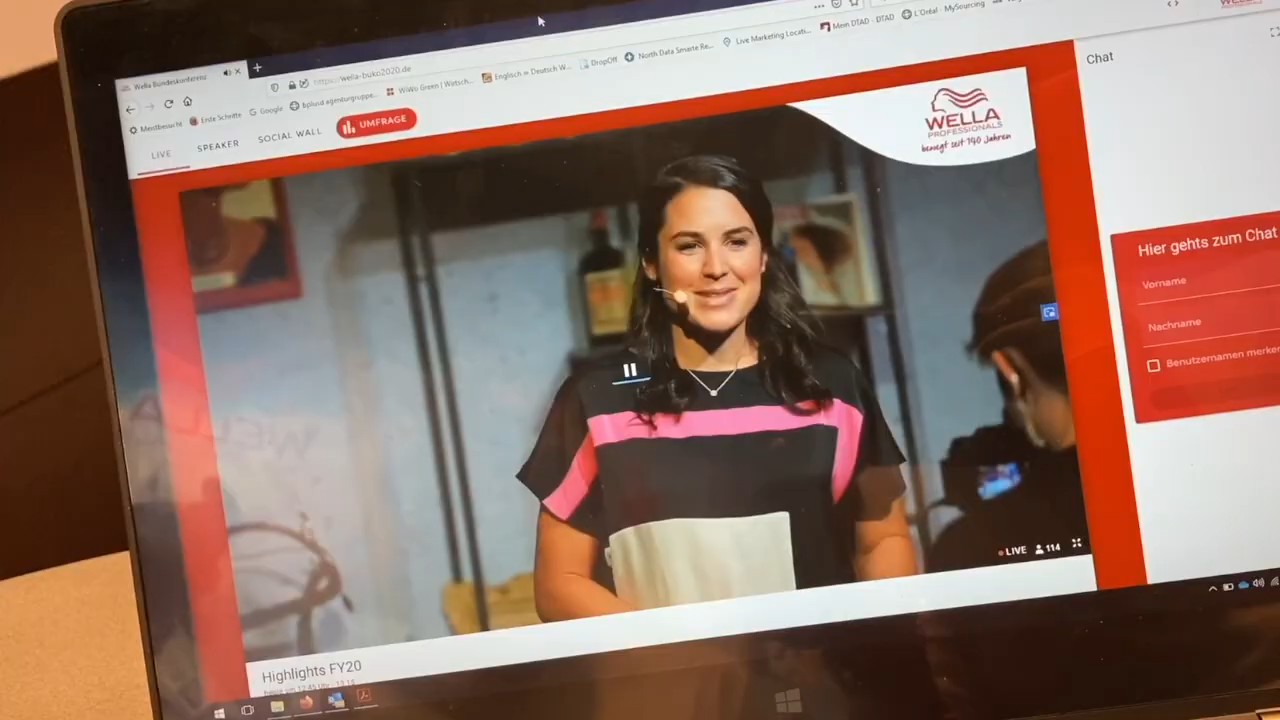 Wella Bundeskonferenz
https://wella-buko2020.de
Meistbesucht
Erste Schritte
Google
bplusd agenturgruppe...
WiWo Green | Wirtsch...
Englisch ⇔ Deutsch W...
DropOff
North Data Smarte Re...
Live Marketing Locati...
Mein DTAD - DTAD
L'Oréal - MySourcing
LIVE
SPEAKER
SOCIAL WALL
UMFRAGE
WELLA
PROFESSIONALS
bewegt seit 140 Jahren
Chat
Hier gehts zum Chat
Vorname
Nachname
Benutzernamen merken
LIVE 114
Highlights FY20